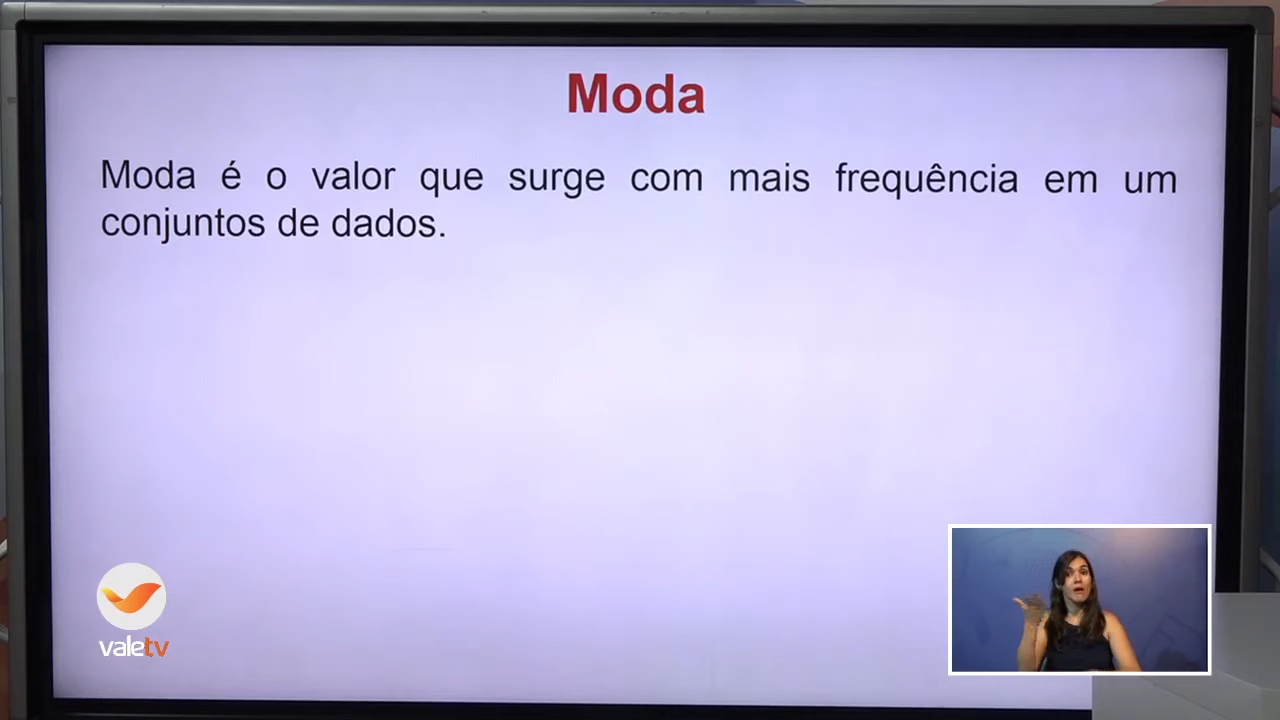 Moda
Moda é o valor que surge com mais frequência em um
conjuntos de dados.
valetv